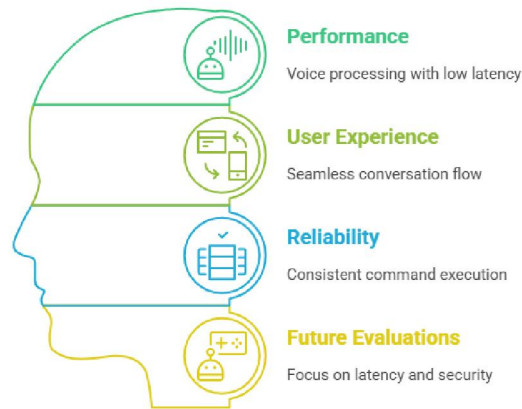 Performance
Voice processing with low latency
User Experience
Seamless conversation flow
Reliability
Consistent command execution
Future Evaluations
Focus on latency and security